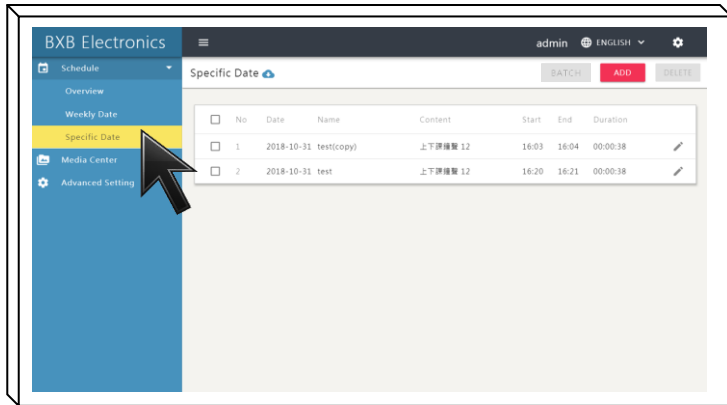 BXB Electronics
admin ENGLISH
Schedule
Overview
Weekly Date
Specific Date
Media Center
Advanced Setting
Specific Date
BATCH ADD DELETE
No Date Name Content Start End Duration
1 2018-10-31 test(copy) 上下課鐘聲 12 16:03 16:04 00:00:38
2 2018-10-31 test 上下課鐘聲 12 16:20 16:21 00:00:38